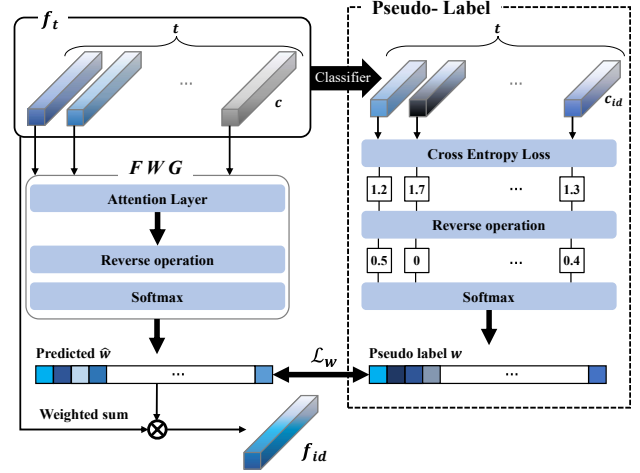 f_t
t
...
c
Classifier
FWG
Attention Layer
Reverse operation
Softmax
Predicted ŵ
...
Weighted sum
f_id
ℒ_w
Pseudo- Label
t
...
c_id
Cross Entropy Loss
1.2 1.7 ... 1.3
Reverse operation
0.5 0 ... 0.4
Softmax
Pseudo label w
...